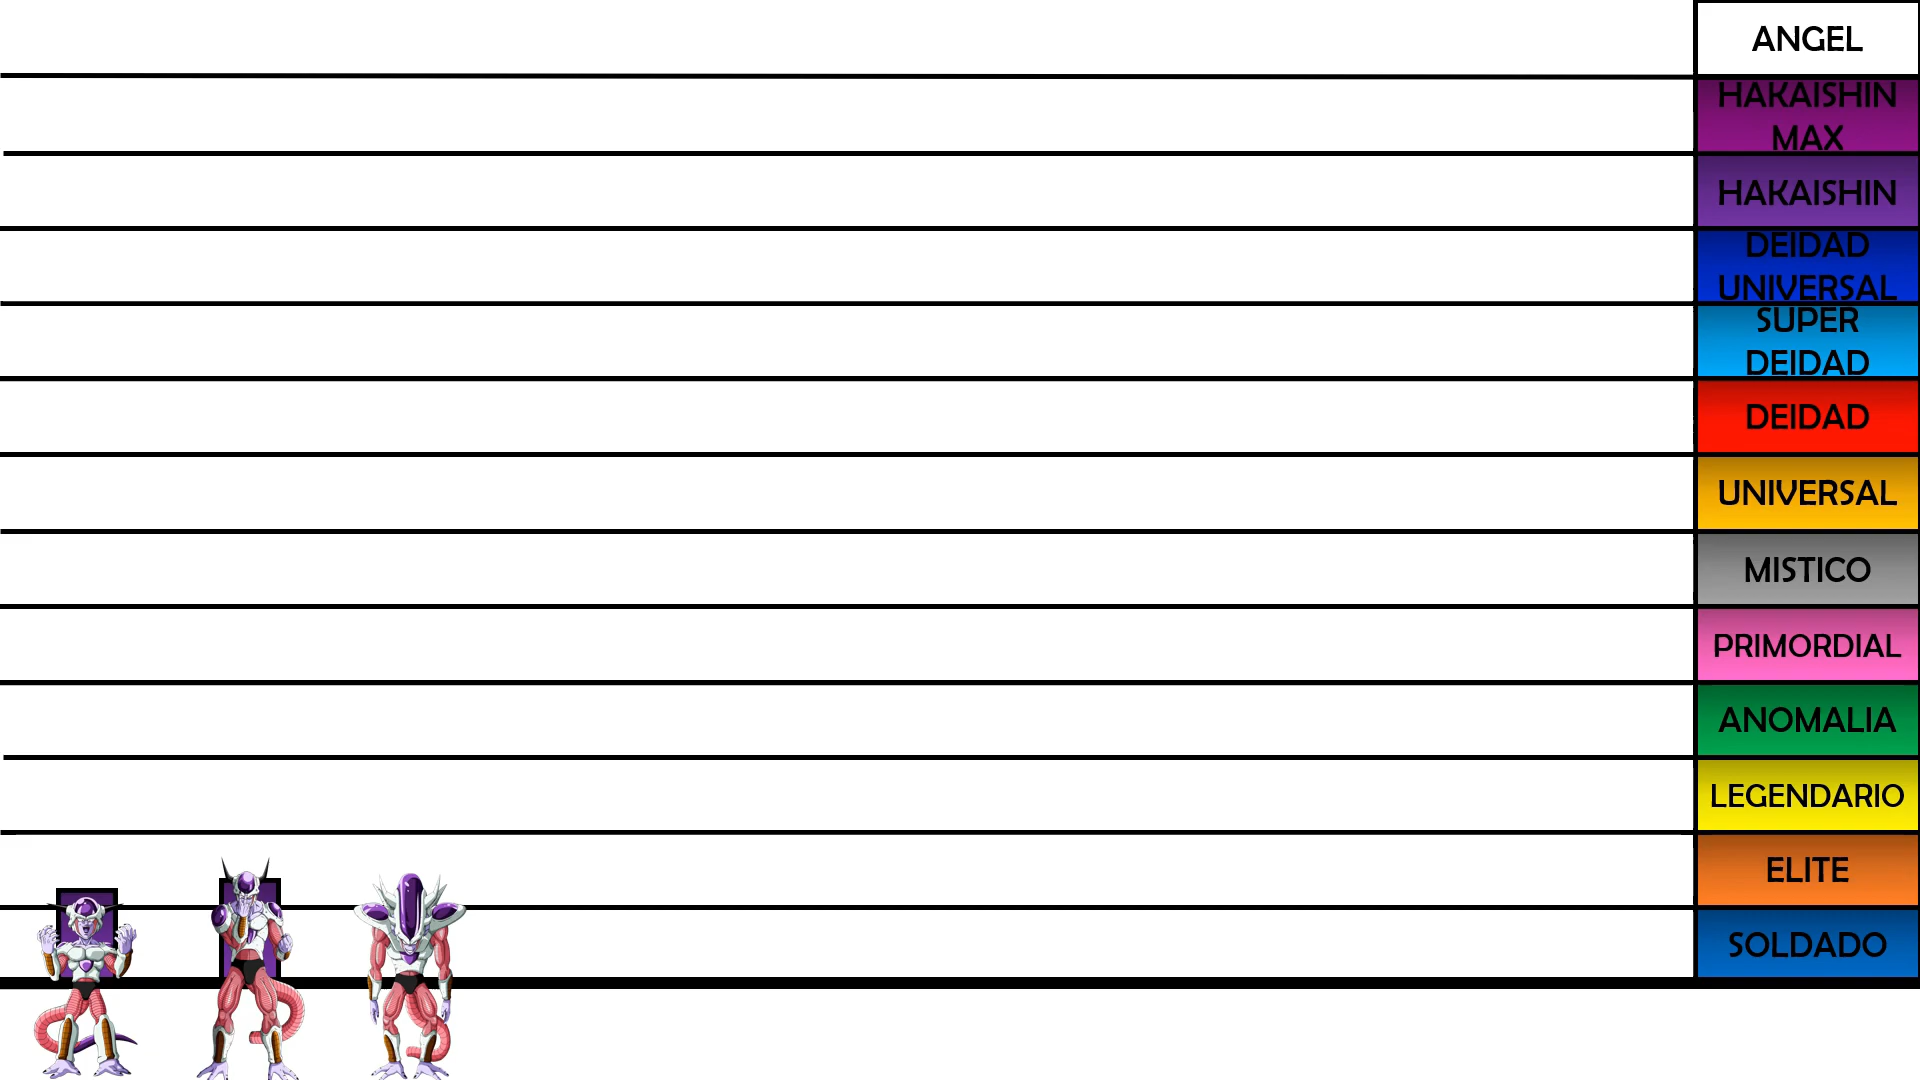 ANGEL
HAKAISHIN
MAX
HAKAISHIN
DEIDAD
UNIVERSAL
SUPER
DEIDAD
DEIDAD
UNIVERSAL
MISTICO
PRIMORDIAL
ANOMALIA
LEGENDARIO
ELITE
SOLDADO